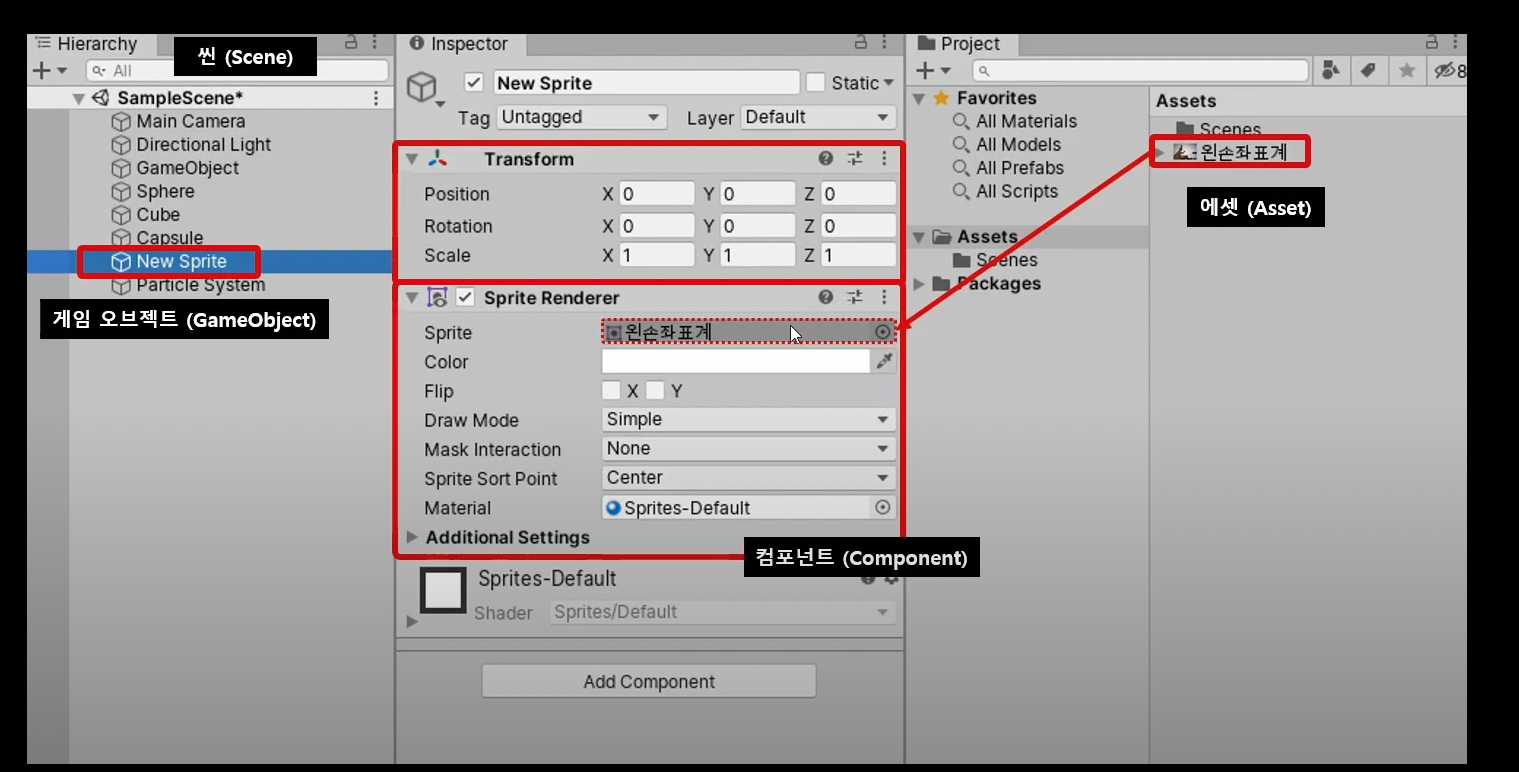 Hierarchy
씬 (Scene)
All
SampleScene*
Main Camera
Directional Light
GameObject
Sphere
Cube
Capsule
New Sprite
Particle System
게임 오브젝트 (GameObject)
Inspector
New Sprite
Static
Tag Untagged Layer Default
Transform
Position X 0 Y 0 Z 0
Rotation X 0 Y 0 Z 0
Scale X 1 Y 1 Z 1
Sprite Renderer
Sprite 왼손좌표계
Color
Flip X Y
Draw Mode Simple
Mask Interaction None
Sprite Sort Point Center
Material Sprites-Default
Additional Settings
컴포넌트 (Component)
Sprites-Default
Shader Sprites/Default
Add Component
Project
8
Favorites
All Materials
All Models
All Prefabs
All Scripts
Assets
Scenes
Packages
Assets
Scenes
왼손좌표계
에셋 (Asset)